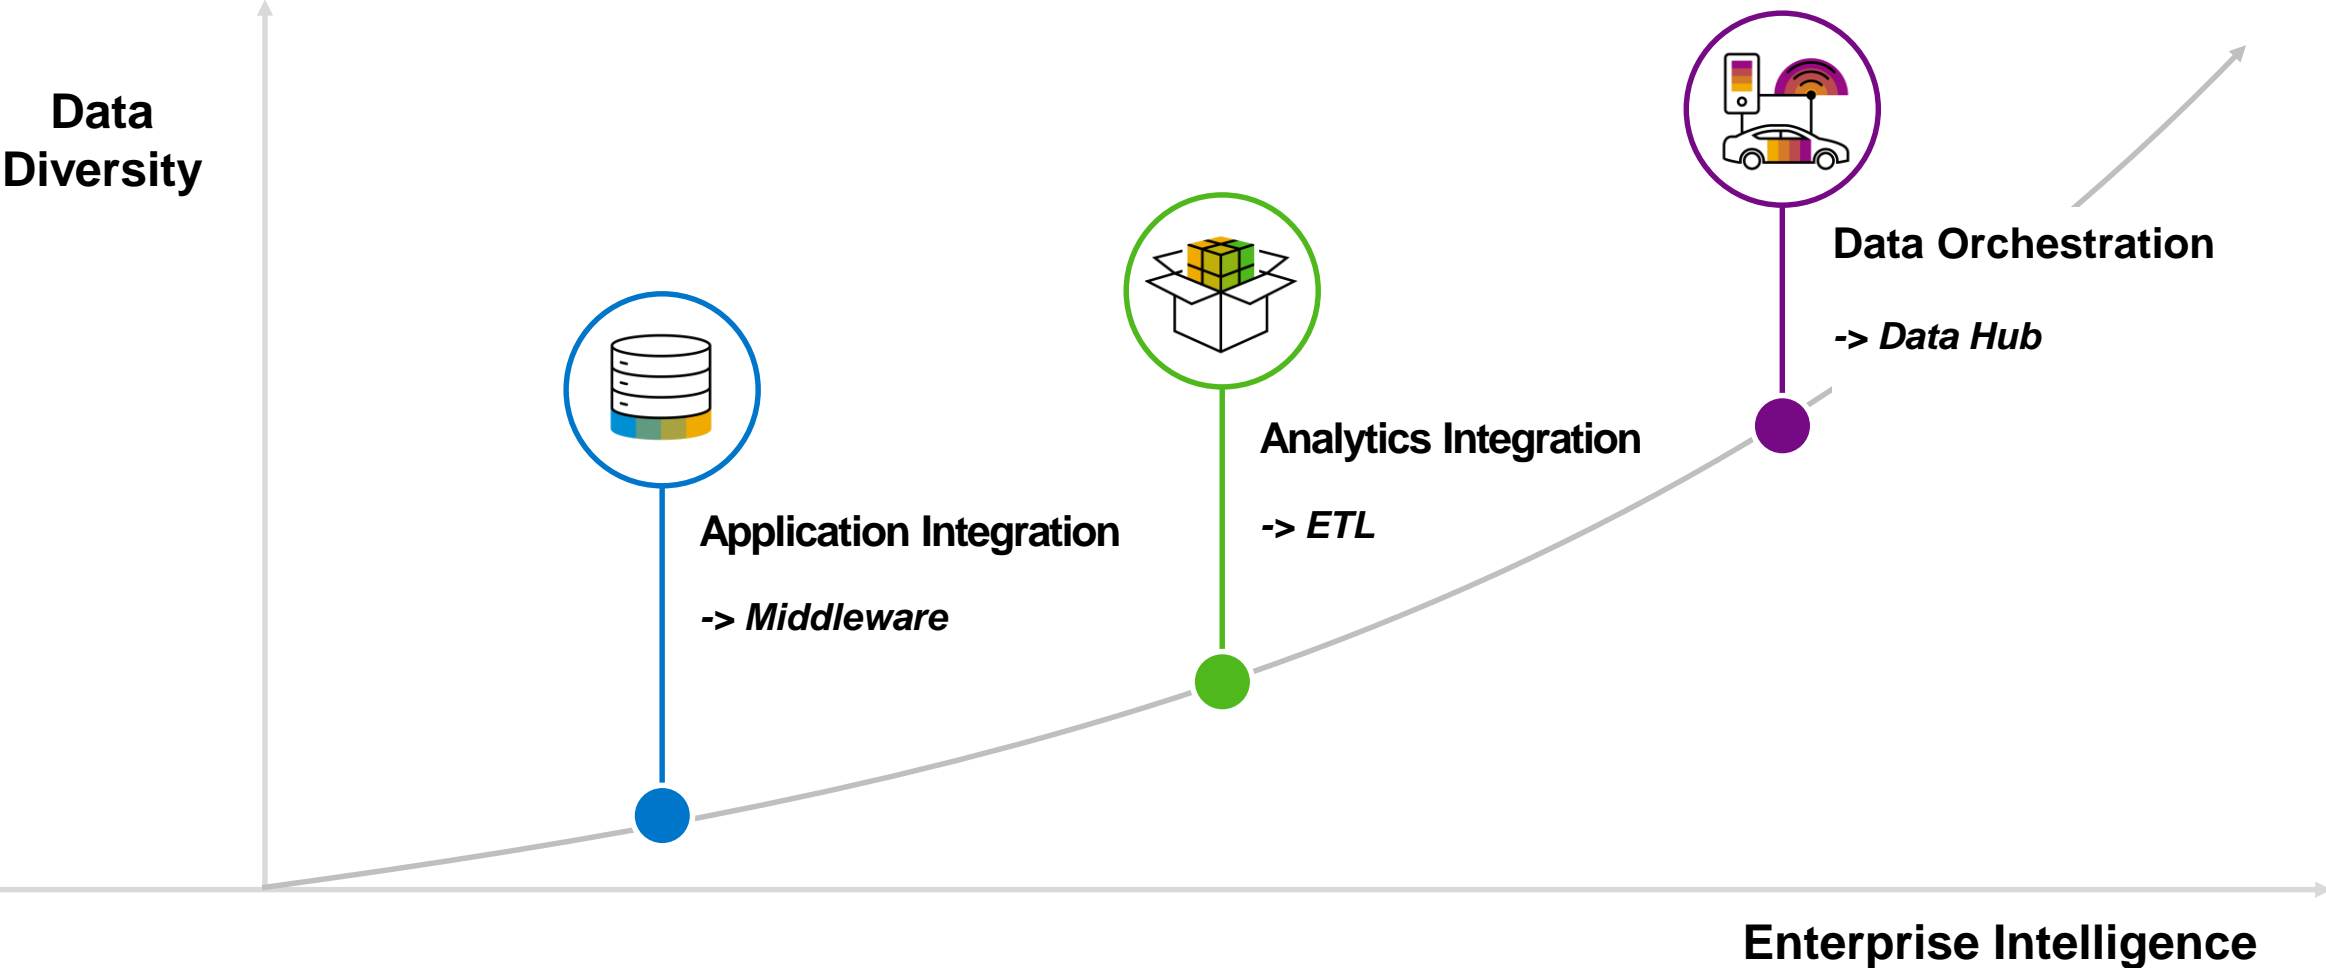 Data
Diversity
Data Orchestration
-> Data Hub
Analytics Integration
-> ETL
Application Integration
-> Middleware
Enterprise Intelligence